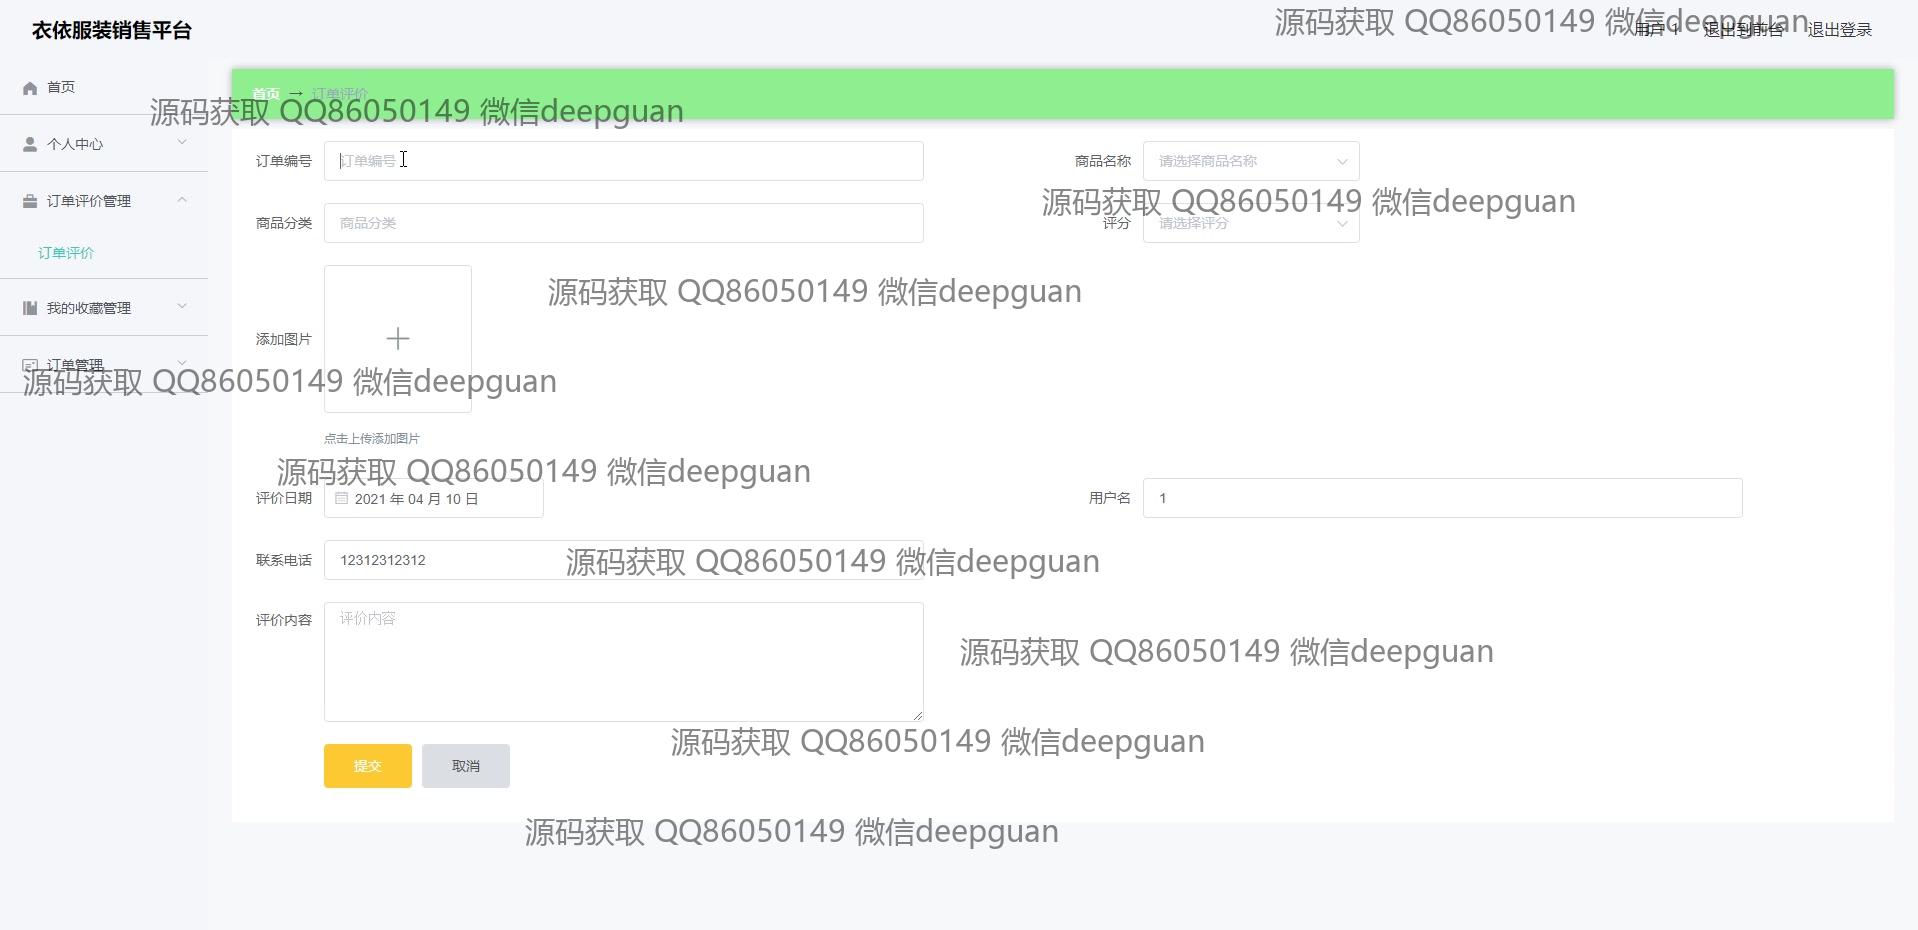 衣依服装销售平台
源码获取 QQ86050149 微信deepguan
用户 1 退出到前台 退出登录
首页
首页 → 订单评价
源码获取 QQ86050149 微信deepguan
个人中心
订单编号 订单编号
商品名称 请选择商品名称
订单评价管理
源码获取 QQ86050149 微信deepguan
商品分类 商品分类
评分 请选择评分
订单评价
源码获取 QQ86050149 微信deepguan
我的收藏管理
添加图片
订单管理
源码获取 QQ86050149 微信deepguan
点击上传添加图片
源码获取 QQ86050149 微信deepguan
评价日期 2021 年 04 月 10 日
用户名 1
联系电话 12312312312
源码获取 QQ86050149 微信deepguan
评价内容 评价内容
源码获取 QQ86050149 微信deepguan
源码获取 QQ86050149 微信deepguan
提交 取消
源码获取 QQ86050149 微信deepguan